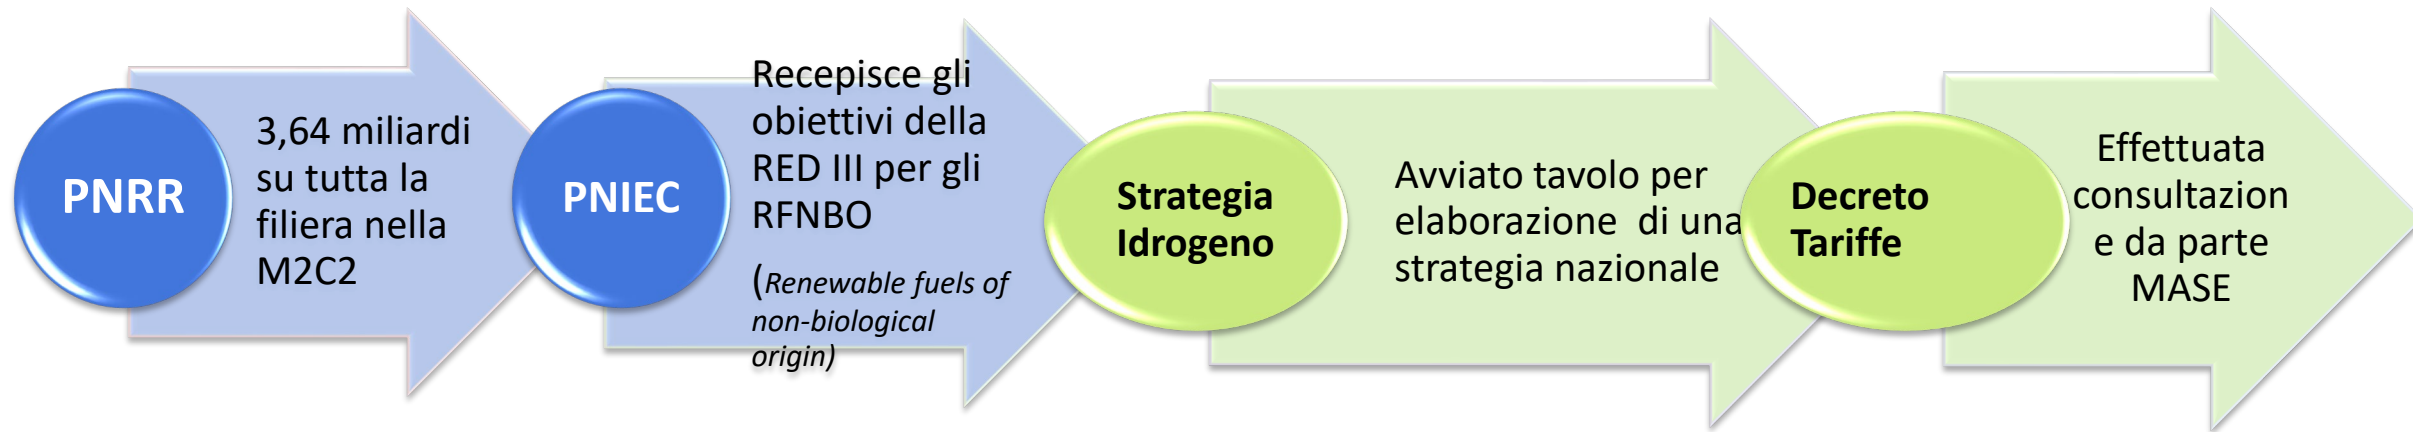 PNRR
3,64 miliardi
su tutta la
filiera nella
M2C2
PNIEC
Recepisce gli
obiettivi della
RED III per gli
RFNBO
(Renewable fuels of
non-biological
origin)
Strategia
Idrogeno
Avviato tavolo per
elaborazione di una
strategia nazionale
Decreto
Tariffe
Effettuata
consultazion
e da parte
MASE